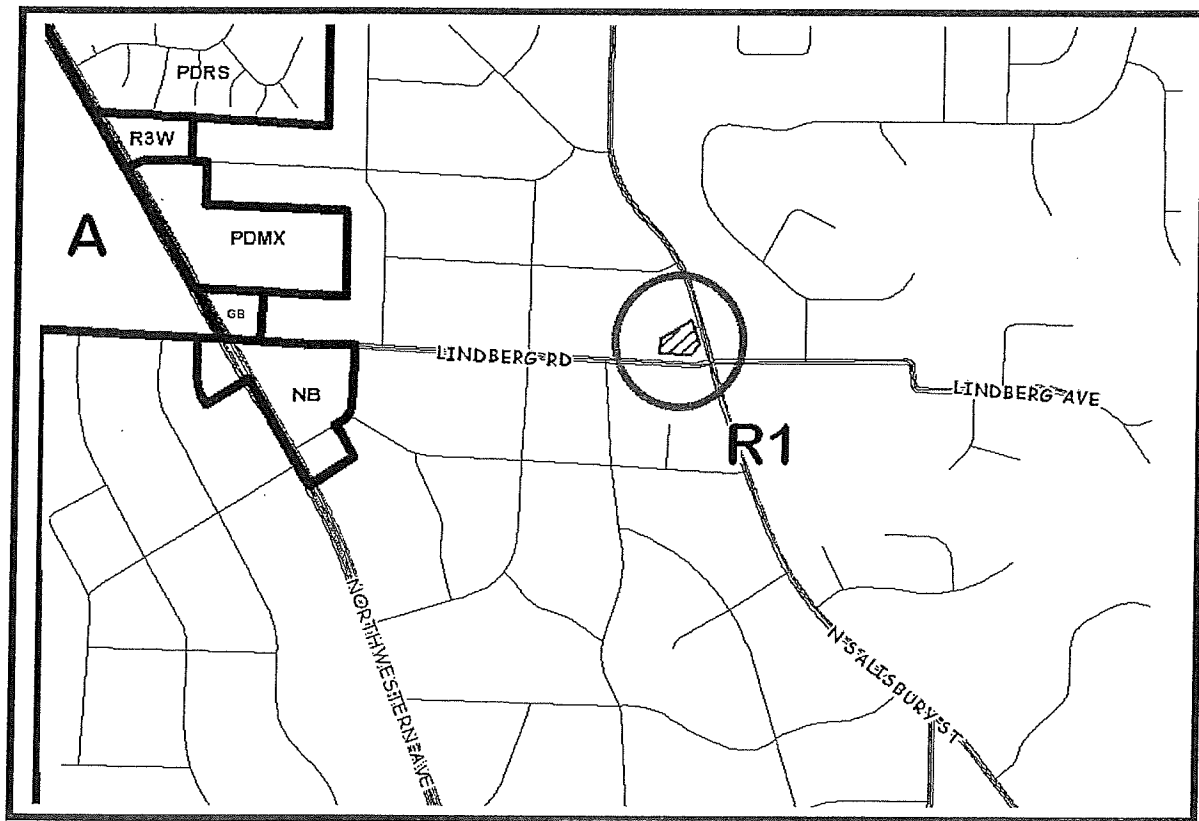 PDRS
R3W
A
PDMX
GB
LINDBERG RD
NB
LINDBERG AVE
R1
NORTHWESTERN AVE
N SALISBURY ST